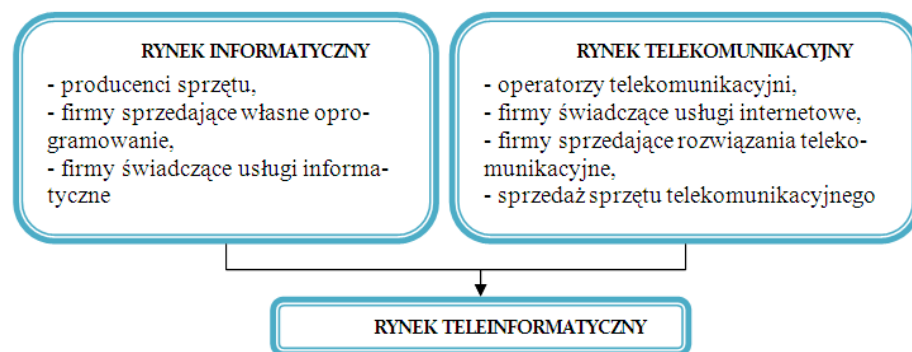 RYNEK INFORMATYCZNY
- producenci sprzętu,
- firmy sprzedające własne opro-
gramowanie,
- firmy świadczące usługi informa-
tyczne
RYNEK TELEKOMUNIKACYJNY
- operatorzy telekomunikacyjni,
- firmy świadczące usługi internetowe,
- firmy sprzedające rozwiązania teleko-
munikacyjne,
- sprzedaż sprzętu telekomunikacyjnego
RYNEK TELEINFORMATYCZNY